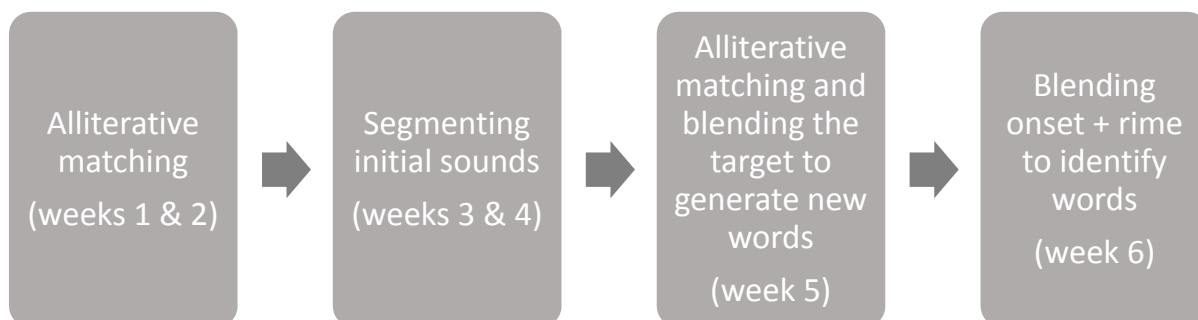 Alliterative
matching
(weeks 1 & 2)
Segmenting
initial sounds
(weeks 3 & 4)
Alliterative
matching and
blending the
target to
generate new
words
(week 5)
Blending
onset + rime
to identify
words
(week 6)